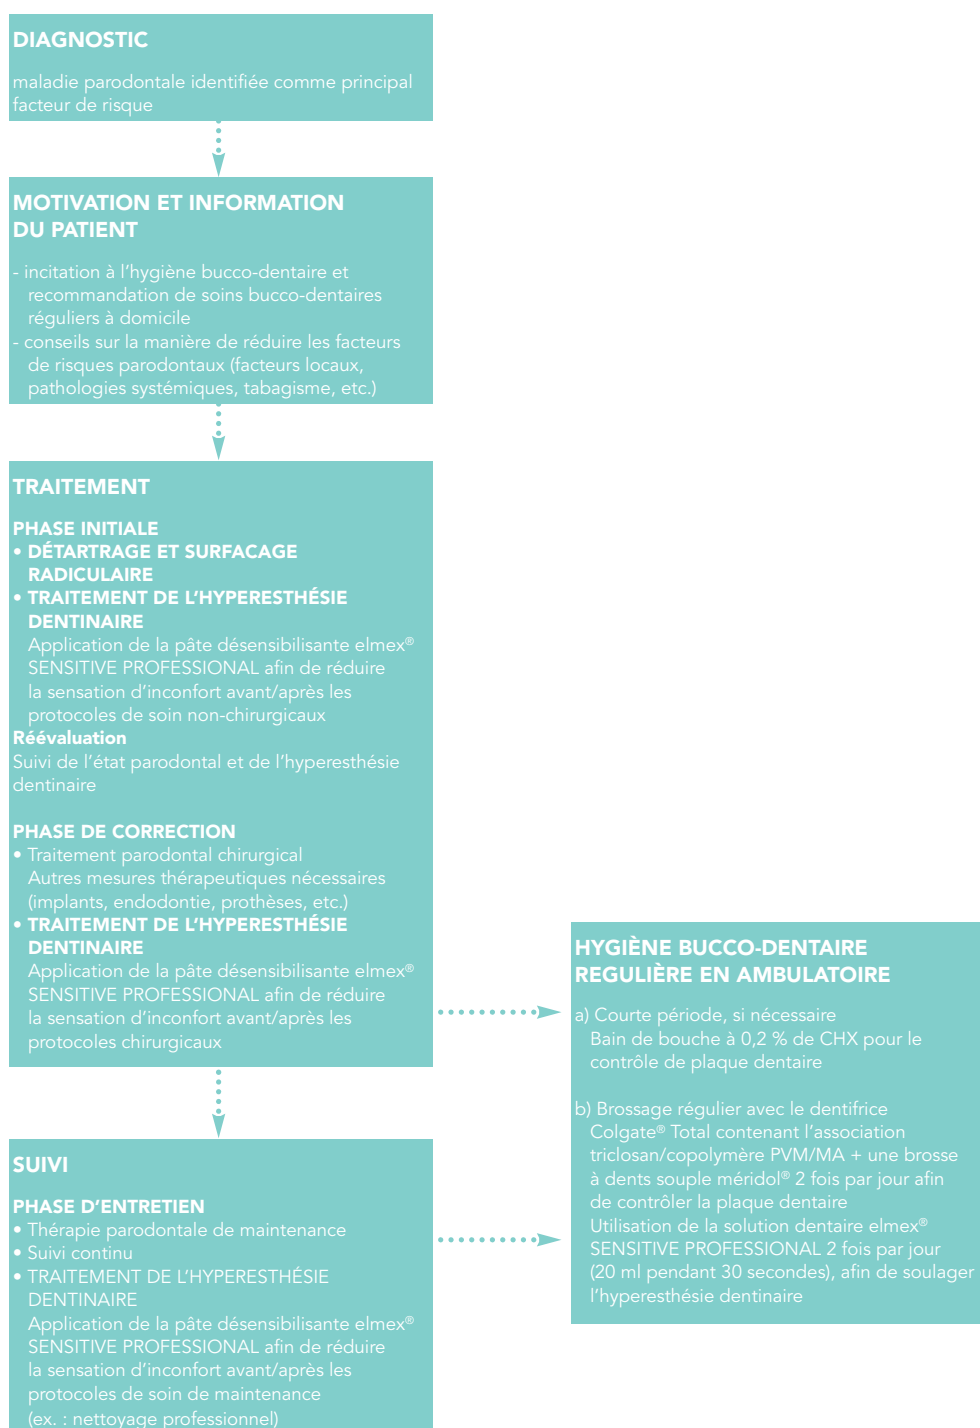 DIAGNOSTIC
maladie parodontale identifiée comme principal
facteur de risque
MOTIVATION ET INFORMATION
DU PATIENT
- incitation à l'hygiène bucco-dentaire et
recommandation de soins bucco-dentaires
réguliers à domicile
- conseils sur la manière de réduire les facteurs
de risques parodontaux (facteurs locaux,
pathologies systémiques, tabagisme, etc.)
TRAITEMENT
PHASE INITIALE
• DÉTARTRAGE ET SURFACAGE
RADICULAIRE
• TRAITEMENT DE L'HYPERESTHÉSIE
DENTINAIRE
Application de la pâte désensibilisante elmex®
SENSITIVE PROFESSIONAL afin de réduire
la sensation d'inconfort avant/après les
protocoles de soin non-chirurgicaux
Réévaluation
Suivi de l'état parodontal et de l'hyperesthésie
dentinaire
PHASE DE CORRECTION
• Traitement parodontal chirurgical
Autres mesures thérapeutiques nécessaires
(implants, endodontie, prothèses, etc.)
• TRAITEMENT DE L'HYPERESTHÉSIE
DENTINAIRE
Application de la pâte désensibilisante elmex®
SENSITIVE PROFESSIONAL afin de réduire
la sensation d'inconfort avant/après les
protocoles chirurgicaux
SUIVI
PHASE D'ENTRETIEN
• Thérapie parodontale de maintenance
• Suivi continu
• TRAITEMENT DE L'HYPERESTHÉSIE
DENTINAIRE
Application de la pâte désensibilisante elmex®
SENSITIVE PROFESSIONAL afin de réduire
la sensation d'inconfort avant/après les
protocoles de soin de maintenance
(ex. : nettoyage professionnel)
HYGIÈNE BUCCO-DENTAIRE
REGULIÈRE EN AMBULATOIRE
a) Courte période, si nécessaire
Bain de bouche à 0,2 % de CHX pour le
contrôle de plaque dentaire
b) Brossage régulier avec le dentifrice
Colgate® Total contenant l'association
triclosan/copolymère PVM/MA + une brosse
à dents souple méridol® 2 fois par jour afin
de contrôler la plaque dentaire
Utilisation de la solution dentaire elmex®
SENSITIVE PROFESSIONAL 2 fois par jour
(20 ml pendant 30 secondes), afin de soulager
l'hyperesthésie dentinaire